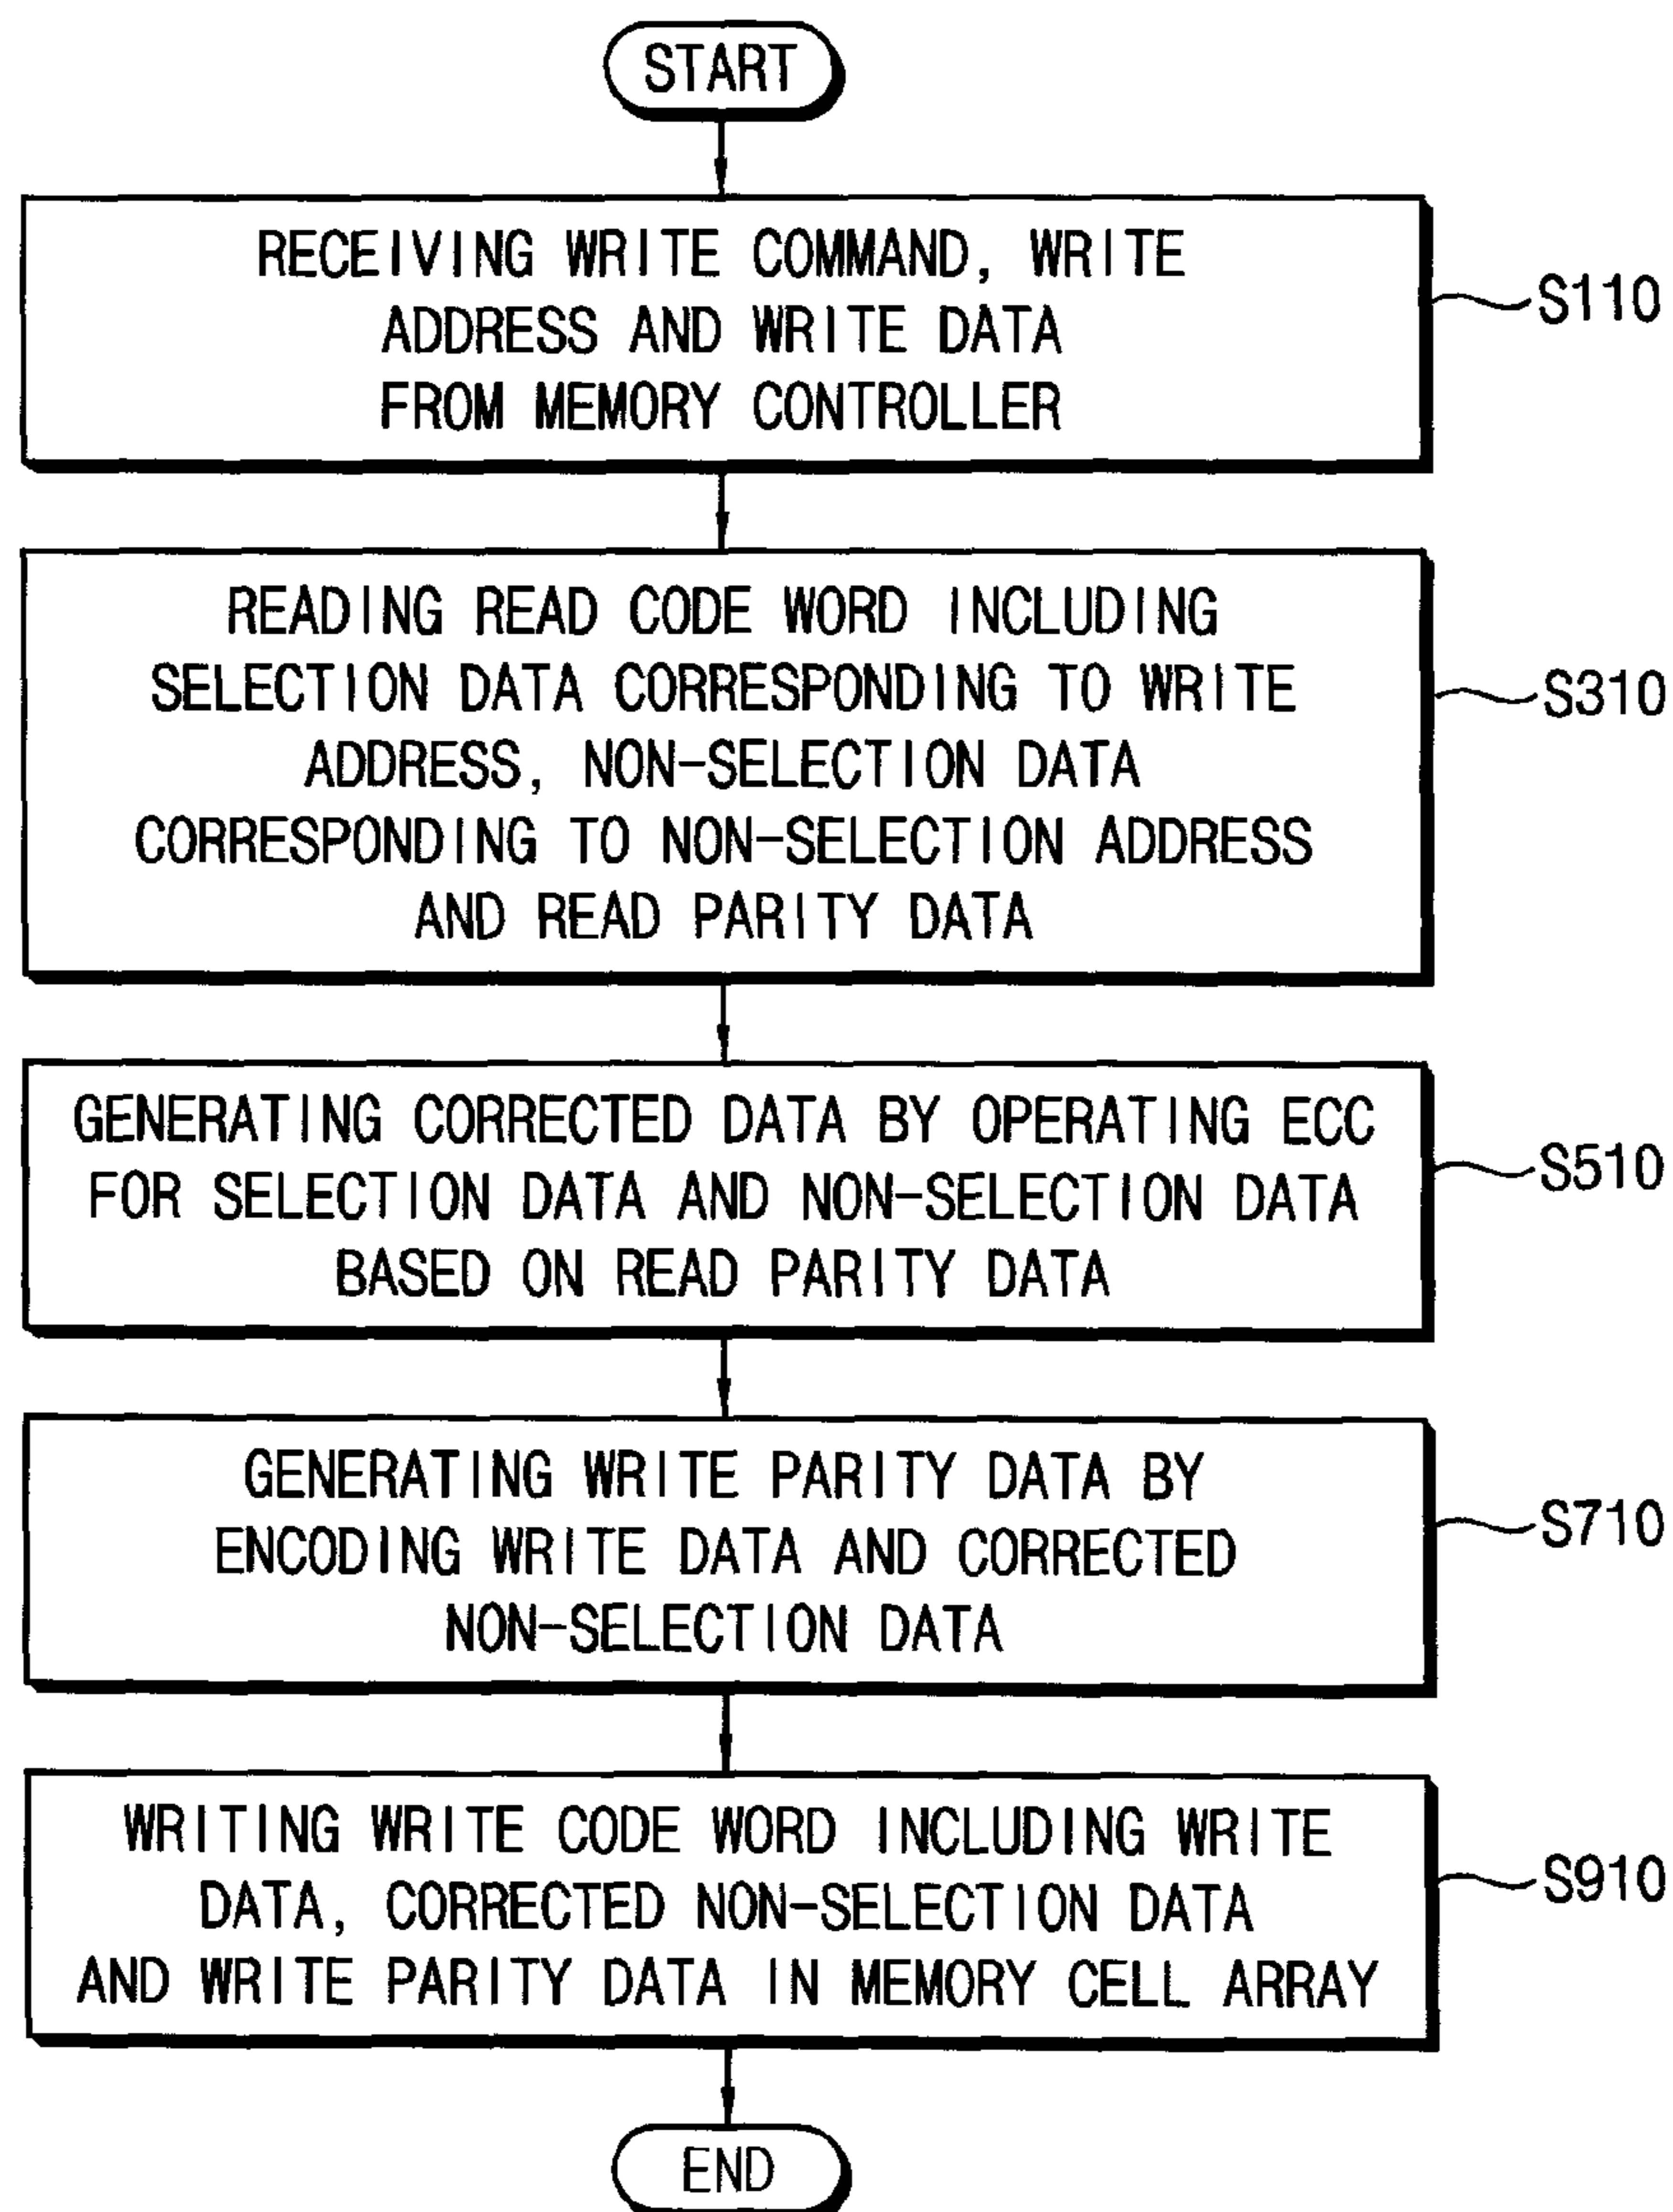 START
RECEIVING WRITE COMMAND, WRITE
ADDRESS AND WRITE DATA
FROM MEMORY CONTROLLER
S110
READING READ CODE WORD INCLUDING
SELECTION DATA CORRESPONDING TO WRITE
ADDRESS, NON-SELECTION DATA
CORRESPONDING TO NON-SELECTION ADDRESS
AND READ PARITY DATA
S310
GENERATING CORRECTED DATA BY OPERATING ECC
FOR SELECTION DATA AND NON-SELECTION DATA
BASED ON READ PARITY DATA
S510
GENERATING WRITE PARITY DATA BY
ENCODING WRITE DATA AND CORRECTED
NON-SELECTION DATA
S710
WRITING WRITE CODE WORD INCLUDING WRITE
DATA, CORRECTED NON-SELECTION DATA
AND WRITE PARITY DATA IN MEMORY CELL ARRAY
S910
END